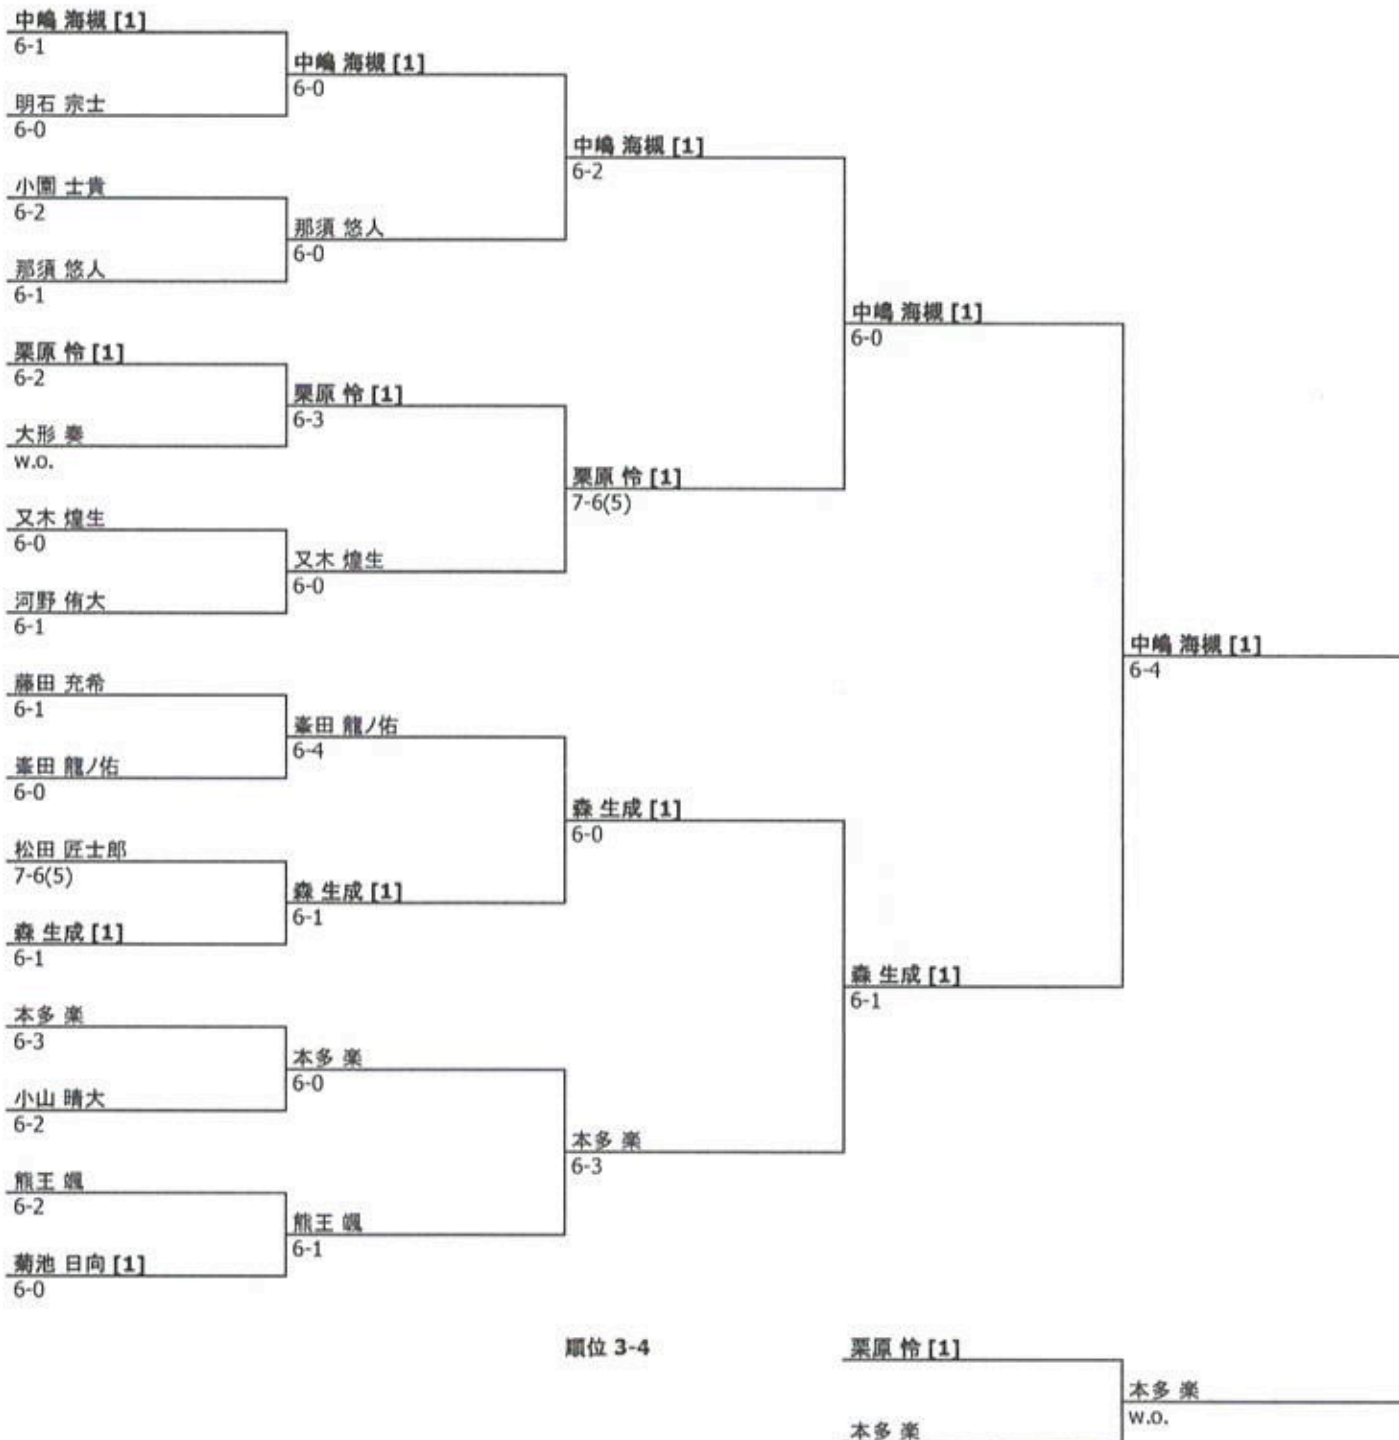 中嶋 海槻 [1]
6-1
中嶋 海槻 [1]
6-0
明石 宗士
6-0
中嶋 海槻 [1]
6-2
小園 士貴
6-2
那須 悠人
6-0
那須 悠人
6-1
中嶋 海槻 [1]
6-0
栗原 怜 [1]
6-2
栗原 怜 [1]
6-3
大形 奏
w.o.
栗原 怜 [1]
7-6(5)
又木 煌生
6-0
又木 煌生
6-0
河野 侑大
6-1
中嶋 海槻 [1]
6-4
藤田 充希
6-1
峯田 龍ノ佑
6-4
峯田 龍ノ佑
6-0
森 生成 [1]
6-0
松田 匠士郎
7-6(5)
森 生成 [1]
6-1
森 生成 [1]
6-1
森 生成 [1]
6-1
本多 楽
6-3
本多 楽
6-0
小山 晴大
6-2
本多 楽
6-3
熊王 颯
6-2
熊王 颯
6-1
菊池 日向 [1]
6-0
順位 3-4
栗原 怜 [1]
本多 楽
w.o.
本多 楽